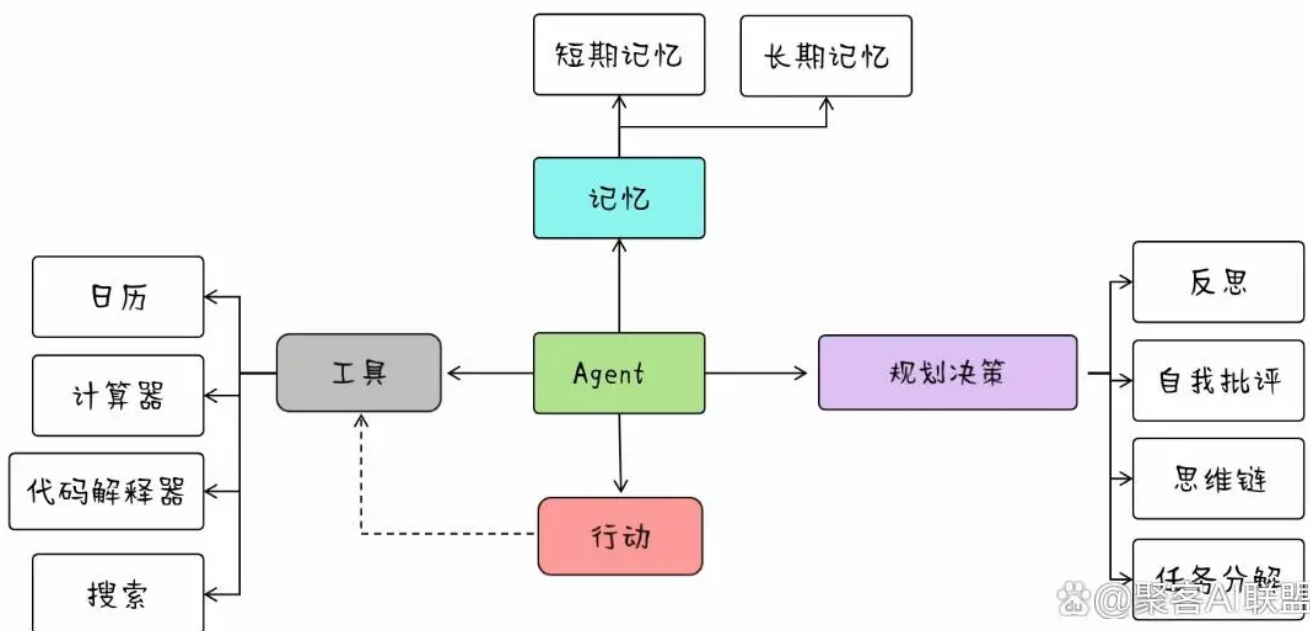 短期记忆
长期记忆
记忆
日历
反思
工具
Agent
规划决策
计算器
自我批评
代码解释器
思维链
行动
搜索
任务分解
du @聚客AI联盟